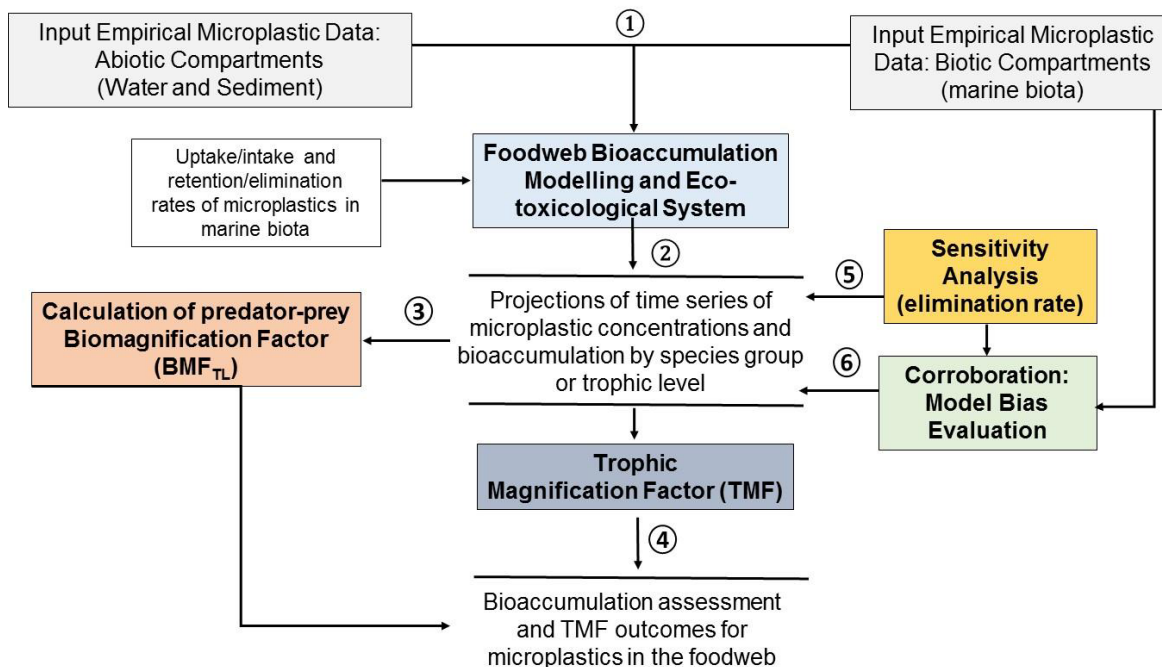 ①
Input Empirical Microplastic Data:
Abiotic Compartments
(Water and Sediment)
Input Empirical Microplastic
Data: Biotic Compartments
(marine biota)
Uptake/intake and
retention/elimination
rates of microplastics in
marine biota
Foodweb Bioaccumulation
Modelling and Eco-
toxicological System
②
Sensitivity
Analysis
(elimination rate)
⑤
Projections of time series of
microplastic concentrations and
bioaccumulation by species group
or trophic level
③
Calculation of predator-prey
Biomagnification Factor
(BMF_TL)
⑥
Corroboration:
Model Bias
Evaluation
Trophic
Magnification Factor (TMF)
④
Bioaccumulation assessment
and TMF outcomes for
microplastics in the foodweb